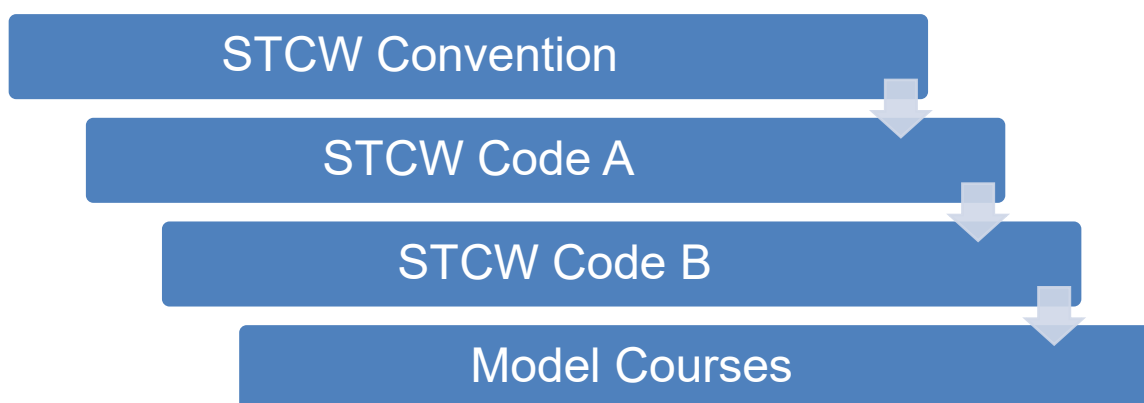 STCW Convention
STCW Code A
STCW Code B
Model Courses